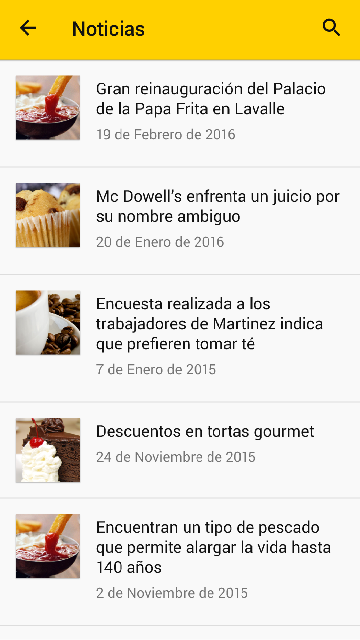 Noticias
Gran reinauguración del Palacio
de la Papa Frita en Lavalle
19 de Febrero de 2016
Mc Dowell's enfrenta un juicio por
su nombre ambiguo
20 de Enero de 2016
Encuesta realizada a los
trabajadores de Martinez indica
que prefieren tomar té
7 de Enero de 2015
Descuentos en tortas gourmet
24 de Noviembre de 2015
Encuentran un tipo de pescado
que permite alargar la vida hasta
140 años
2 de Noviembre de 2015